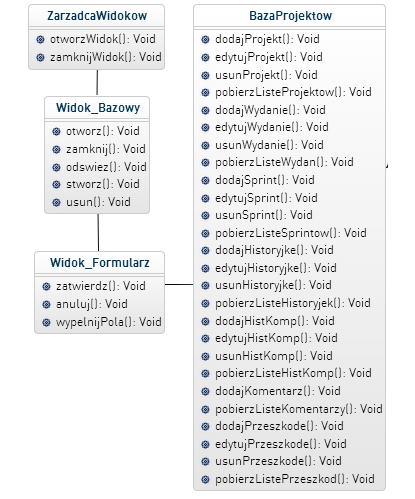 ZarzadcaWidokow
otworzWidok(): Void
zamknijWidok(): Void
Widok_Bazowy
otworz(): Void
zamknij(): Void
odswiez(): Void
stworz(): Void
usun(): Void
Widok_Formularz
zatwierdz(): Void
anuluj(): Void
wypelnijPola(): Void
BazaProjektow
dodajProjekt(): Void
edytujProjekt(): Void
usunProjekt(): Void
pobierzListeProjektow(): Void
dodajWydanie(): Void
edytujWydanie(): Void
usunWydanie(): Void
pobierzListeWydan(): Void
dodajSprint(): Void
edytujSprint(): Void
usunSprint(): Void
pobierzListeSprintow(): Void
dodajHistoryjke(): Void
edytujHistoryjke(): Void
usunHistoryjke(): Void
pobierzListeHistoryjek(): Void
dodajHistKomp(): Void
edytujHistKomp(): Void
usunHistKomp(): Void
pobierzListeHistKomp(): Void
dodajKomentarz(): Void
pobierzListeKomentarzy(): Void
dodajPrzeszkode(): Void
edytujPrzeszkode(): Void
usunPrzeszkode(): Void
pobierzListePrzeszkod(): Void